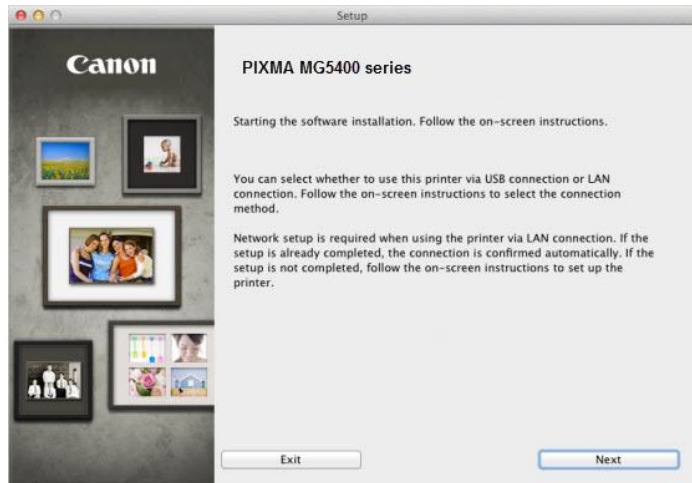 Setup
Canon
PIXMA MG5400 series
Starting the software installation. Follow the on-screen instructions.
You can select whether to use this printer via USB connection or LAN
connection. Follow the on-screen instructions to select the connection
method.
Network setup is required when using the printer via LAN connection. If the
setup is already completed, the connection is confirmed automatically. If the
setup is not completed, follow the on-screen instructions to set up the
printer.
Exit
Next